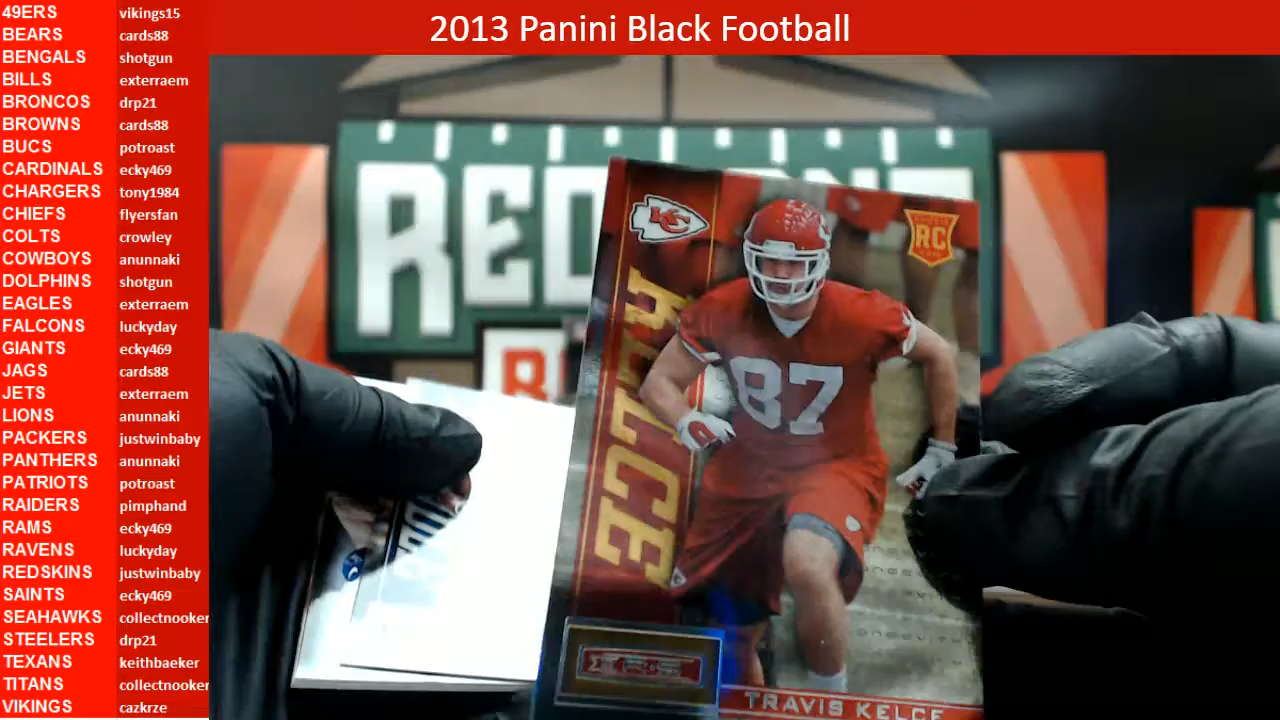 2013 Panini Black Football
49ERS vikings15
BEARS cards88
BENGALS shotgun
BILLS exterraem
BRONCOS drp21
BROWNS cards88
BUCS potroast
CARDINALS ecky469
CHARGERS tony1984
CHIEFS flyersfan
COLTS crowley
COWBOYS anunnaki
DOLPHINS shotgun
EAGLES exterraem
FALCONS luckyday
GIANTS ecky469
JAGS cards88
JETS exterraem
LIONS anunnaki
PACKERS justwinbaby
PANTHERS anunnaki
PATRIOTS potroast
RAIDERS pimphand
RAMS ecky469
RAVENS luckyday
REDSKINS justwinbaby
SAINTS ecky469
SEAHAWKS collectnooker
STEELERS drp21
TEXANS keithbaeker
TITANS collectnooker
VIKINGS cazkrze
KC
RC
87
TRAVIS KELCE